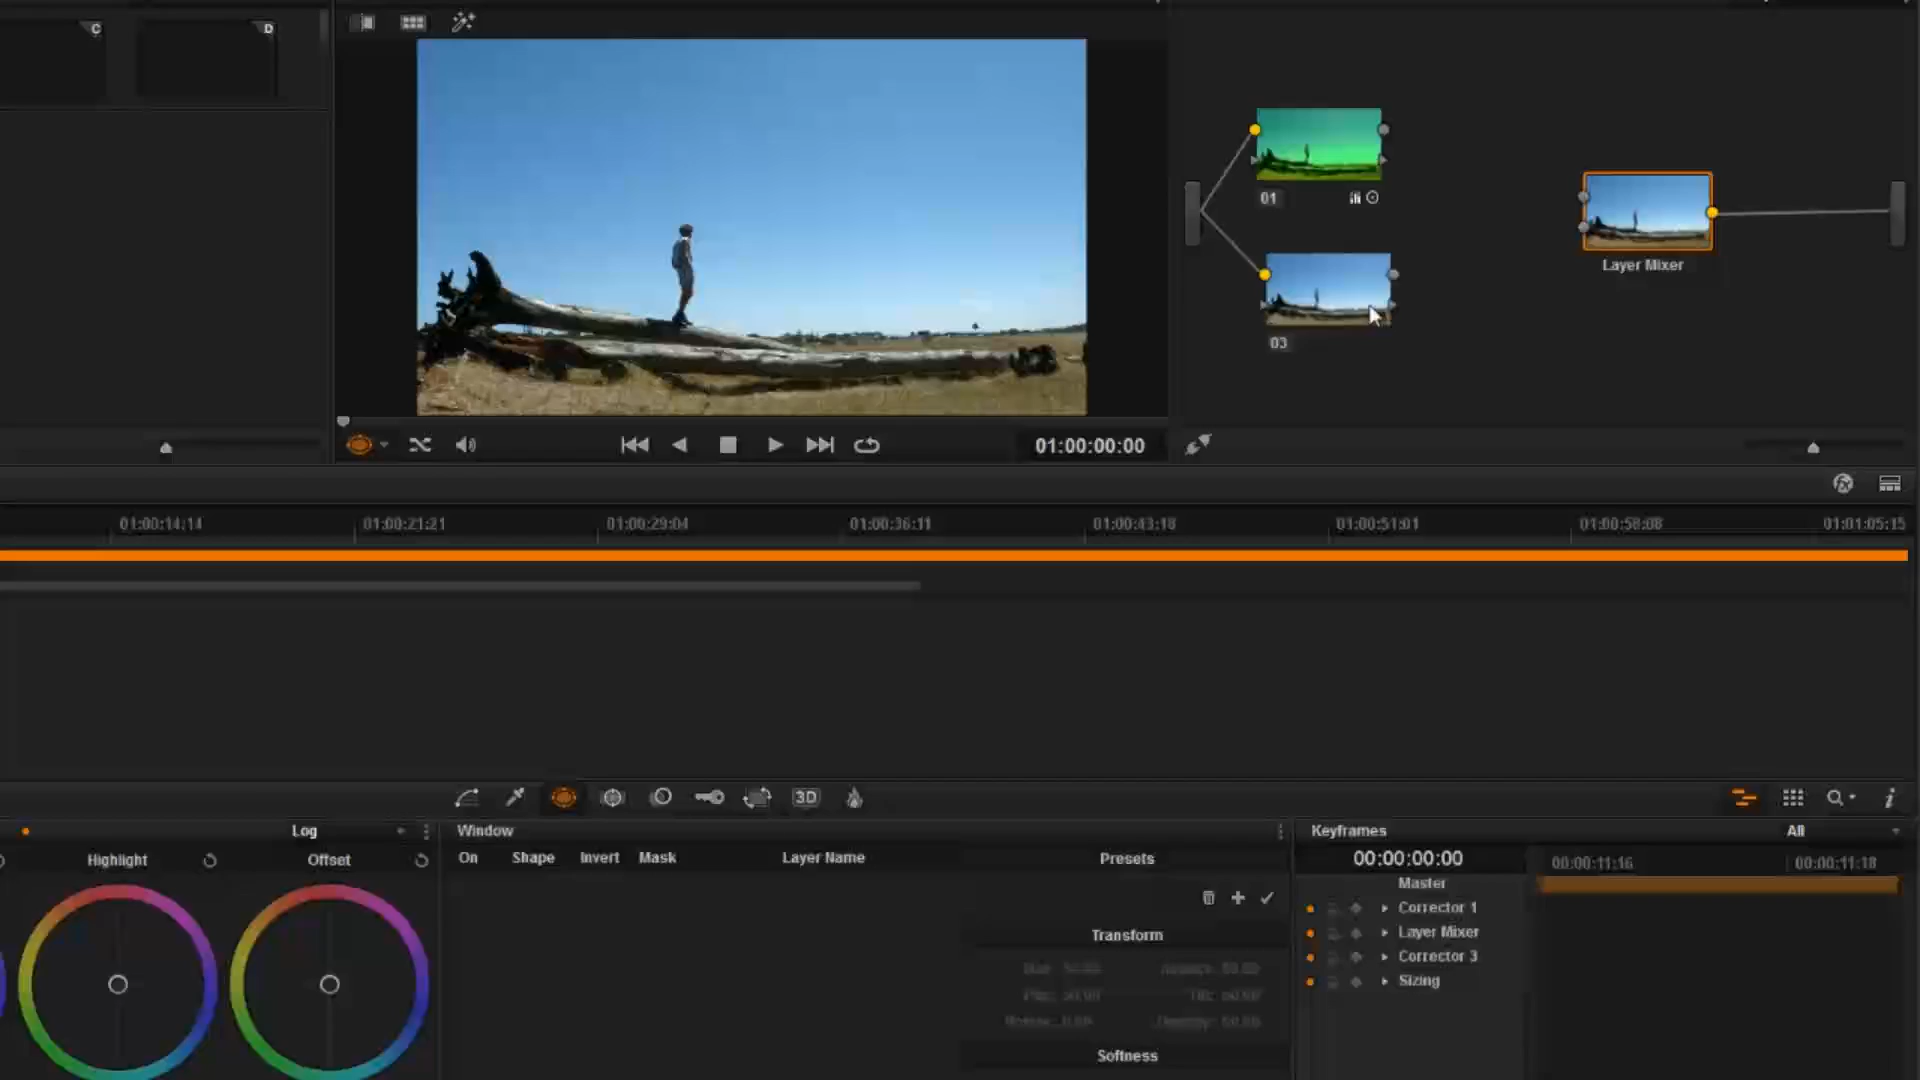 C
D
01
03
Layer Mixer
01:00:00:00
01:00:14:14
01:00:21:21
01:00:29:04
01:00:36:11
01:00:43:18
01:00:51:01
01:00:58:08
01:01:05:15
3D
Log
Window
Keyframes
All
Highlight
Offset
On
Shape
Invert
Mask
Layer Name
Presets
00:00:00:00
00:00:11:16
00:00:11:18
Master
Corrector 1
Layer Mixer
Corrector 3
Sizing
Transform
Softness